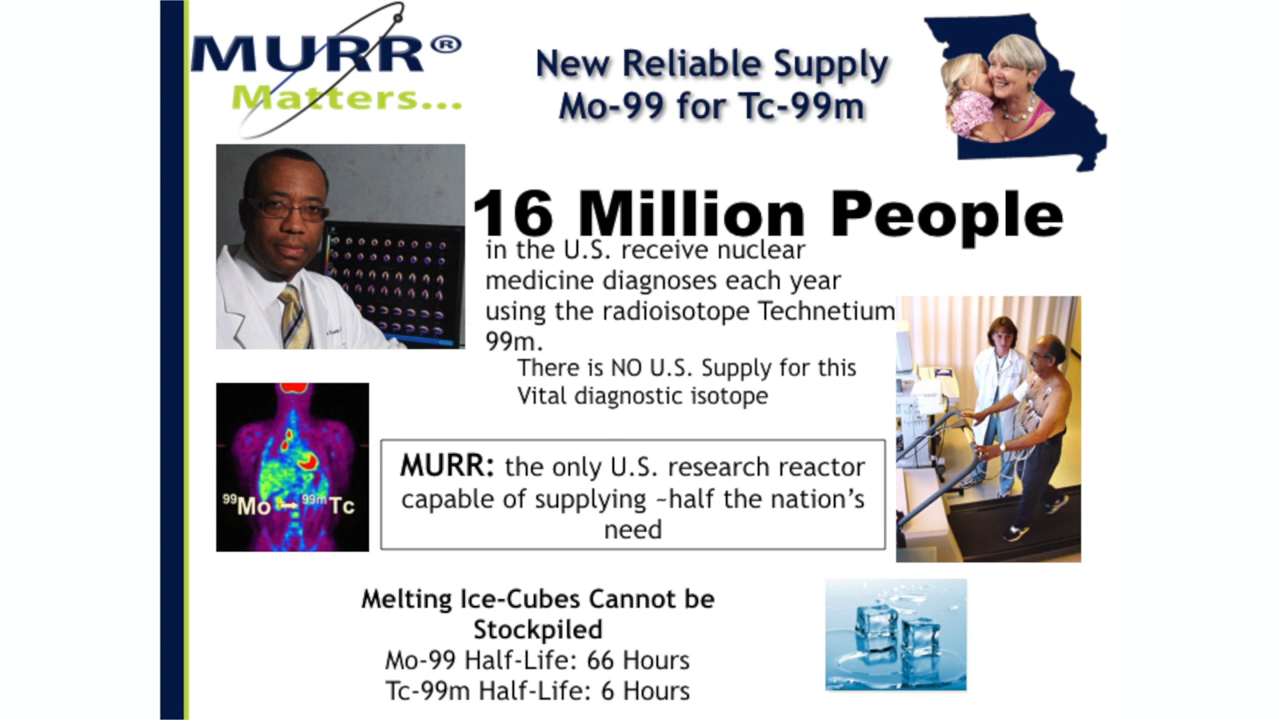 MURR®
Matters...
New Reliable Supply
Mo-99 for Tc-99m
16 Million People
in the U.S. receive nuclear
medicine diagnoses each year
using the radioisotope Technetium
99m.
There is NO U.S. Supply for this
Vital diagnostic isotope
99Mo → 99mTc
MURR: the only U.S. research reactor
capable of supplying ~half the nation's
need
Melting Ice-Cubes Cannot be
Stockpiled
Mo-99 Half-Life: 66 Hours
Tc-99m Half-Life: 6 Hours